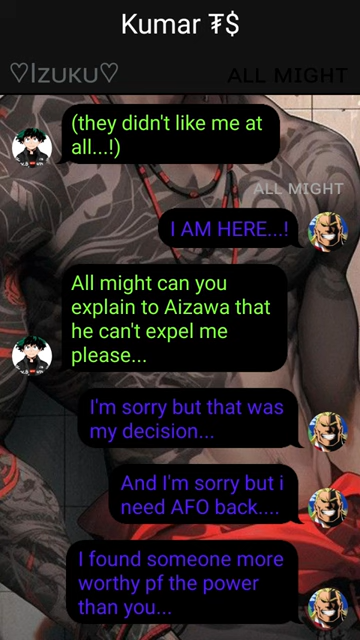 Kumar ₮$
♡Izuku♡
ALL MIGHT
(they didn't like me at
all...!)
ALL MIGHT
I AM HERE...!
All might can you
explain to Aizawa that
he can't expel me
please...
I'm sorry but that was
my decision...
And I'm sorry but i
need AFO back....
I found someone more
worthy pf the power
than you...